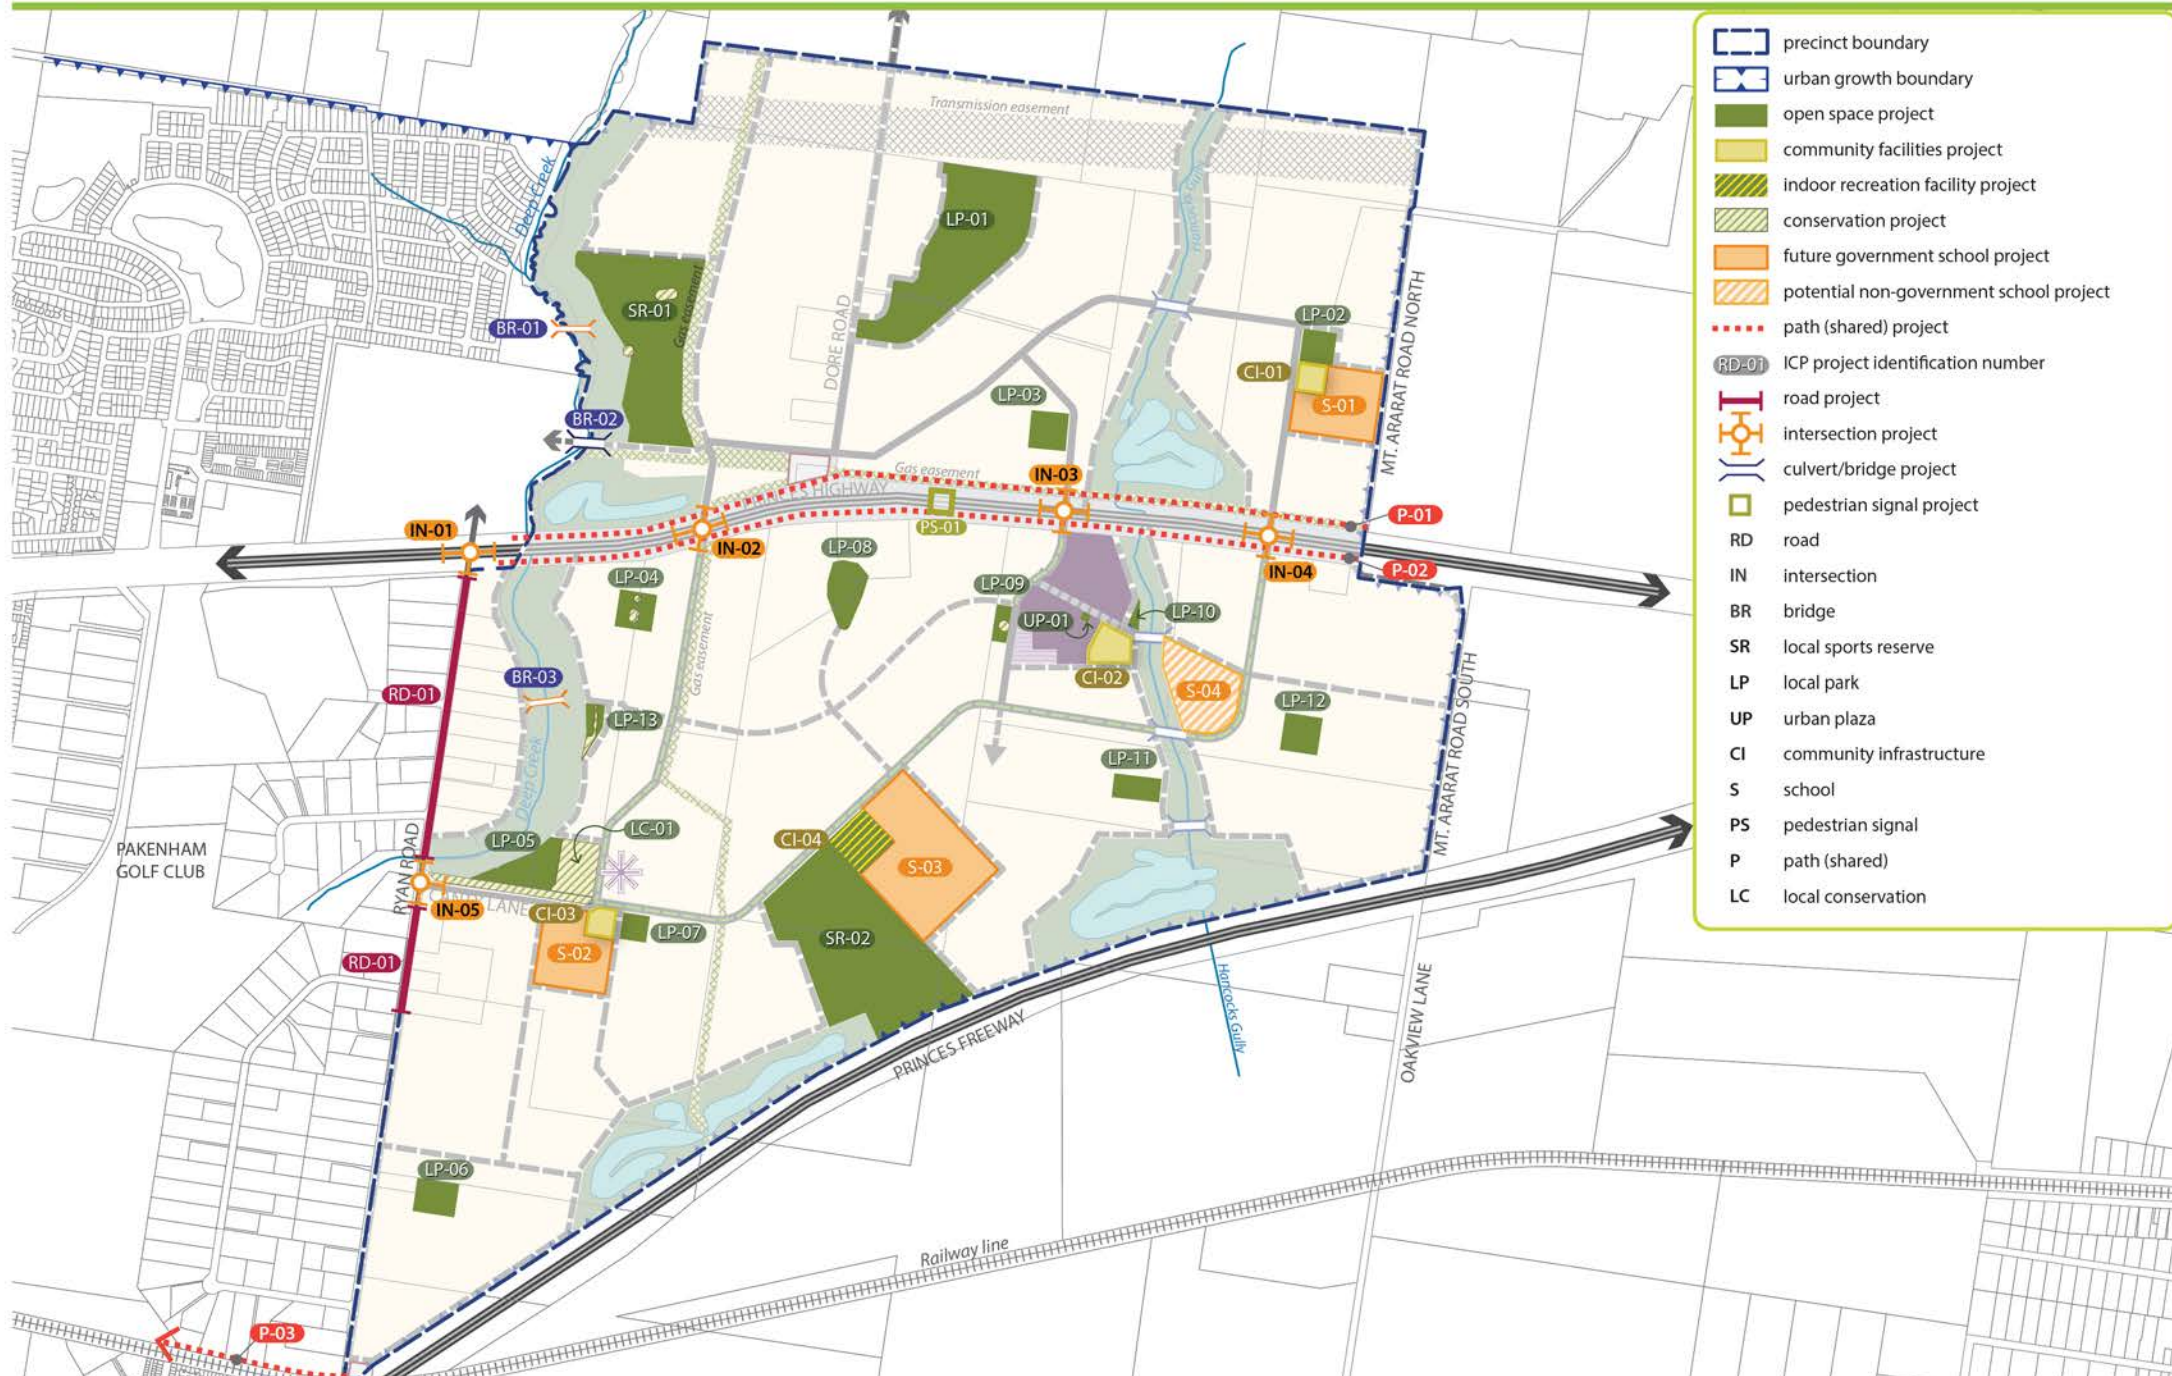 Transmission easement
Deep Creek
LP-01
SR-01
Gas easement
BR-01
DORE ROAD
LP-02
CI-01
S-01
MT. ARARAT ROAD NORTH
LP-03
BR-02
Gas easement
IN-03
PRINCES HIGHWAY
PS-01
P-01
IN-01
IN-02
LP-08
IN-04
P-02
LP-04
LP-09
UP-01
LP-10
Gas easement
CI-02
S-04
LP-12
MT. ARARAT ROAD SOUTH
RD-01
BR-03
LP-13
Deep Creek
LP-11
PAKENHAM
GOLF CLUB
RYAN ROAD
LP-05
LC-01
CI-04
S-03
IN-05
LANE
CI-03
LP-07
SR-02
S-02
RD-01
Hancocks Gully
OAKVIEW LANE
PRINCES FREEWAY
LP-06
Railway line
P-03
precinct boundary
urban growth boundary
open space project
community facilities project
indoor recreation facility project
conservation project
future government school project
potential non-government school project
path (shared) project
RD-01 ICP project identification number
road project
intersection project
culvert/bridge project
pedestrian signal project
RD road
IN intersection
BR bridge
SR local sports reserve
LP local park
UP urban plaza
CI community infrastructure
S school
PS pedestrian signal
P path (shared)
LC local conservation